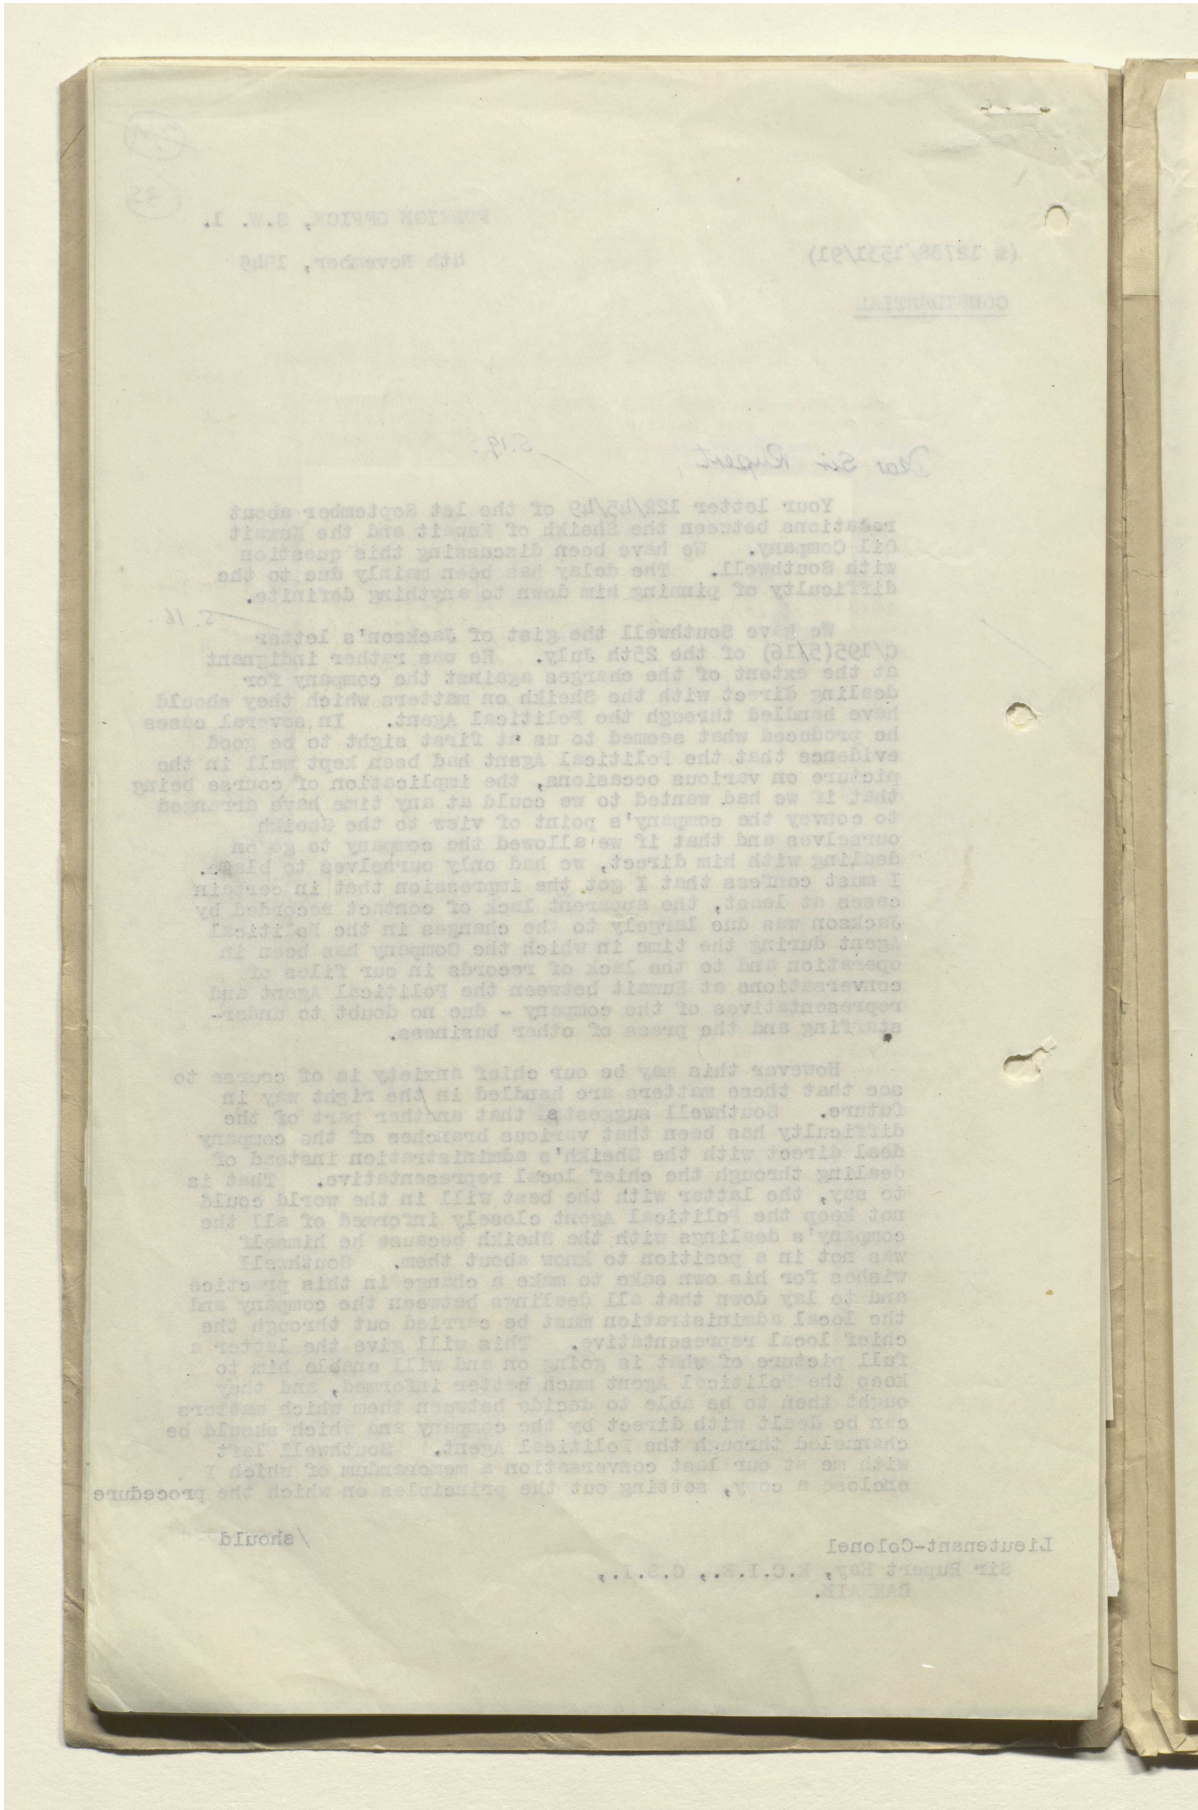 FOREIGN OFFICE, S.W. 1.
4th November, 1949
(E 12788/1531/91)
CONFIDENTIAL
Dear Sir Rupert,
S.19.
Your letter 122/45/49 of the 1st September about
relations between the Sheikh of Kuwait and the Kuwait
Oil Company. We have been discussing this question
with Southwell. The delay has been mainly due to the
difficulty of pinning him down to anything definite.
S.16.
We gave Southwell the gist of Jackson's letter
C/195(5/16) of the 25th July. He was rather indignant
at the extent of the charges against the company for
dealing direct with the Sheikh on matters which they should
have handled through the Political Agent. In several cases
he produced what seemed to us at first sight to be good
evidence that the Political Agent had been kept well in the
picture on various occasions, the implication of course being
that if we had wanted to we could at any time have arranged
to convey the company's point of view to the Sheikh
ourselves and that if we allowed the company to go on
dealing with him direct, we had only ourselves to blame.
I must confess that I got the impression that in certain
cases at least, the apparent lack of contact recorded by
Jackson was due largely to the changes in the Political
Agent during the time in which the Company has been in
operation and to the lack of records in our files of
conversations at Kuwait between the Political Agent and
representatives of the company - due no doubt to under-
staffing and the press of other business.
However this may be our chief anxiety is of course to
see that these matters are handled in the right way in
future. Southwell suggests that another part of the
difficulty has been that various branches of the company
deal direct with the Sheikh's administration instead of
dealing through the chief local representative. That is
to say, the latter with the best will in the world could
not keep the Political Agent closely informed of all the
company's dealings with the Sheikh because he himself
was not in a position to know about them. Southwell
wishes for his own sake to make a change in this practice
and to lay down that all dealings between the company and
the local administration must be carried out through the
chief local representative. This will give the latter a
full picture of what is going on and will enable him to
keep the Political Agent much better informed, and they
ought then to be able to decide between them which matters
can be dealt with direct by the company and which should be
channeled through the Political Agent. Southwell left
with me at our last conversation a memorandum of which I
enclose a copy, setting out the principles on which the procedure
/should
Lieutenant-Colonel
Sir Rupert Hay, K.C.I.E., C.S.I.,
BAHRAIN.